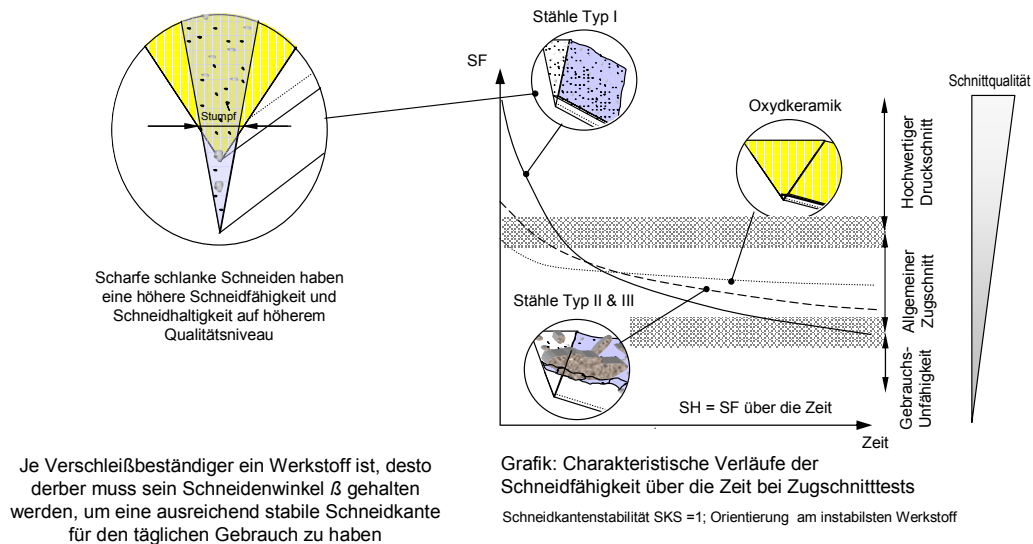 Stähle Typ I
SF
Schnittqualität
Stumpf
Oxydkeramik
Hochwertiger
Druckschnitt
Scharfe schlanke Schneiden haben
eine höhere Schneidfähigkeit und
Schneidhaltigkeit auf höherem
Qualitätsniveau
Stähle Typ II & III
Allgemeiner
Zugschnitt
Gebrauchs-
Unfähigkeit
SH = SF über die Zeit
Zeit
Je Verschleißbeständiger ein Werkstoff ist, desto
derber muss sein Schneidenwinkel ß gehalten
werden, um eine ausreichend stabile Schneidkante
für den täglichen Gebrauch zu haben
Grafik: Charakteristische Verläufe der
Schneidfähigkeit über die Zeit bei Zugschnitttests
Schneidkantenstabilität SKS =1; Orientierung am instabilsten Werkstoff